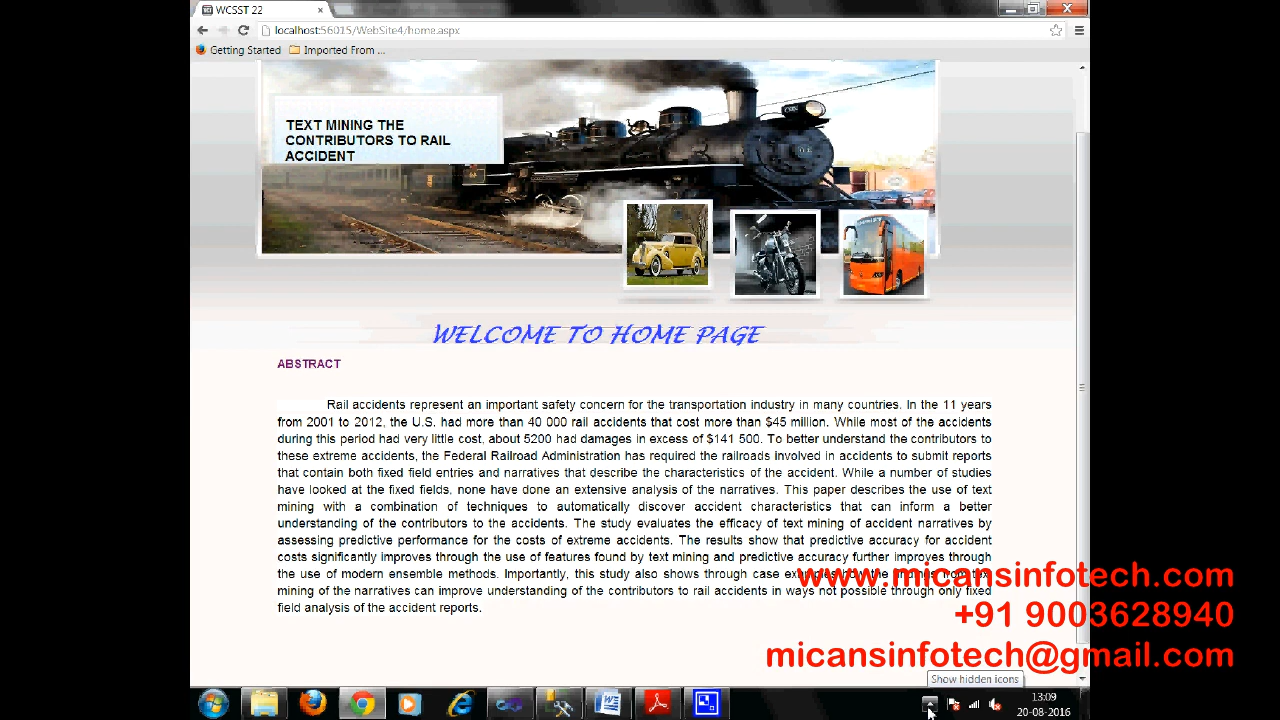 WCSST 22
localhost:56015/WebSite4/home.aspx
Getting Started Imported From ...
TEXT MINING THE
CONTRIBUTORS TO RAIL
ACCIDENT
WELCOME TO HOME PAGE
ABSTRACT
Rail accidents represent an important safety concern for the transportation industry in many countries. In the 11 years
from 2001 to 2012, the U.S. had more than 40 000 rail accidents that cost more than $45 million. While most of the accidents
during this period had very little cost, about 5200 had damages in excess of $141 500. To better understand the contributors to
these extreme accidents, the Federal Railroad Administration has required the railroads involved in accidents to submit reports
that contain both fixed field entries and narratives that describe the characteristics of the accident. While a number of studies
have looked at the fixed fields, none have done an extensive analysis of the narratives. This paper describes the use of text
mining with a combination of techniques to automatically discover accident characteristics that can inform a better
understanding of the contributors to the accidents. The study evaluates the efficacy of text mining of accident narratives by
assessing predictive performance for the costs of extreme accidents. The results show that predictive accuracy for accident
costs significantly improves through the use of features found by text mining and predictive accuracy further improves through
the use of modern ensemble methods. Importantly, this study also shows through case examples how the findings from text
mining of the narratives can improve understanding of the contributors to rail accidents in ways not possible through only fixed
field analysis of the accident reports.
www.micansinfotech.com
+91 9003628940
micansinfotech@gmail.com
Show hidden icons
13:09
20-08-2016